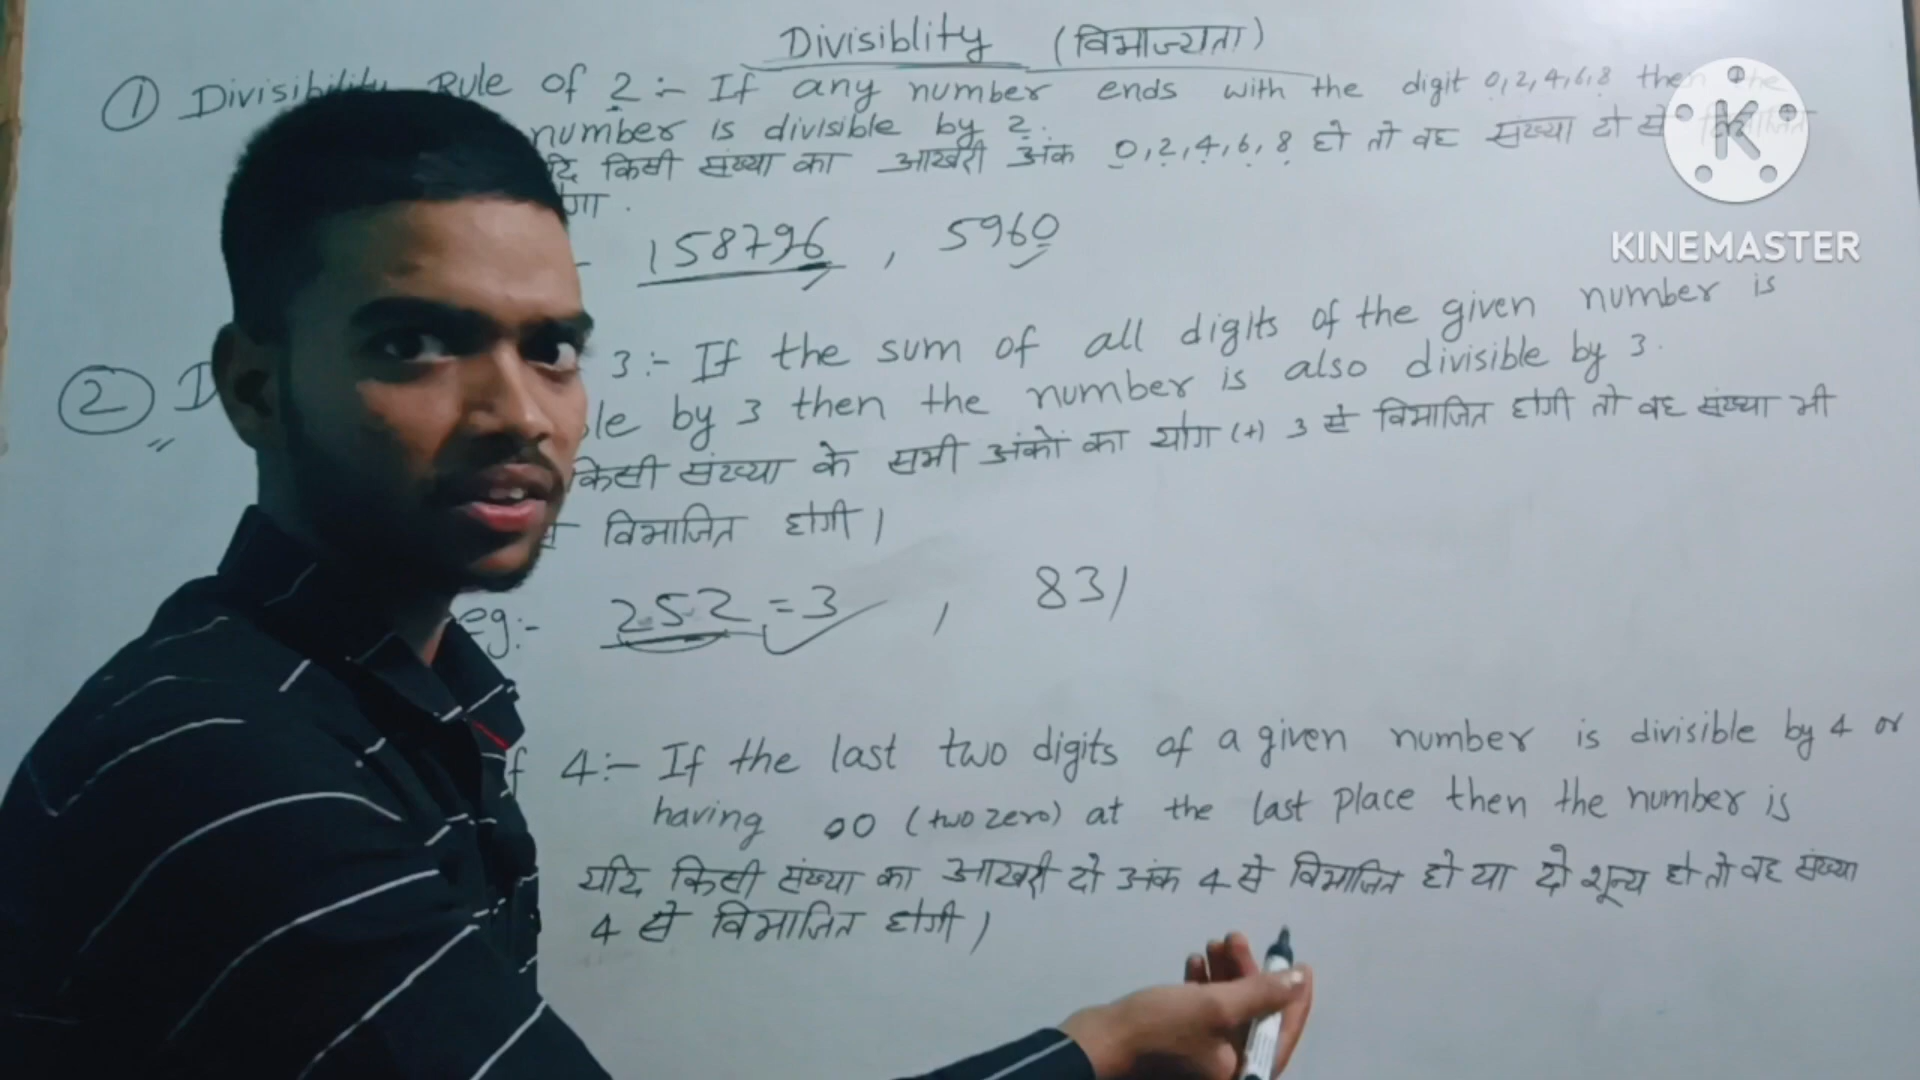 Divisiblity (विभाज्यता)
① Divisibility Rule of 2:- If any number ends with the digit 0,2,4,6,8 then the
number is divisible by 2.
किसी संख्या का आखरी अंक 0,2,4,6,8 हो तो वह संख्या दो से
158796 , 5960
② D 3:- If the sum of all digits of the given number is
by 3 then the number is also divisible by 3.
किसी संख्या के सभी अंकों का योग (+) 3 से विभाजित होगी तो वह संख्या भी
विभाजित होगी।
eg:- 252 = 3 , 831
4:- If the last two digits of a given number is divisible by 4 or
having 00 (two zero) at the last place then the number is
यदि किसी संख्या का आखरी दो अंक 4 से विभाजित हो या दो शून्य हो तो वह संख्या
4 से विभाजित होगी।
K
KINEMASTER